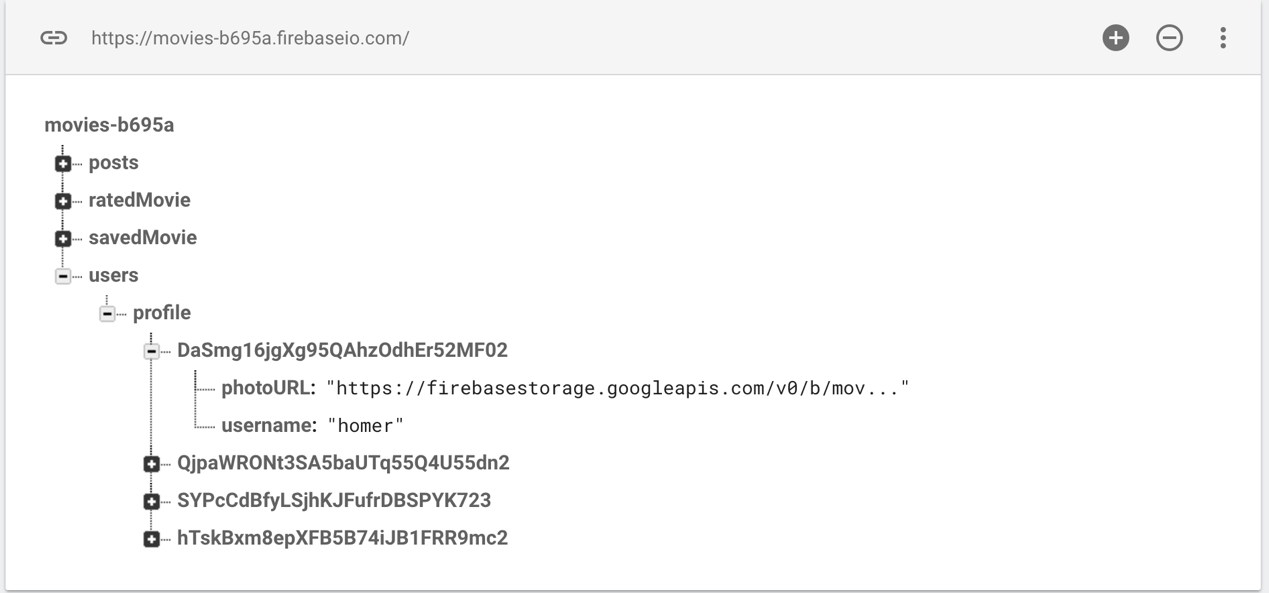 https://movies-b695a.firebaseio.com/
movies-b695a
posts
ratedMovie
savedMovie
users
profile
DaSmg16jgXg95QAhzOdhEr52MF02
photoURL: "https://firebasestorage.googleapis.com/v0/b/mov..."
username: "homer"
QjpaWRONt3SA5baUTq55Q4U55dn2
SYPcCdBfyLSjhKJFufrDBSPYK723
hTskBxm8epXFB5B74iJB1FRR9mc2